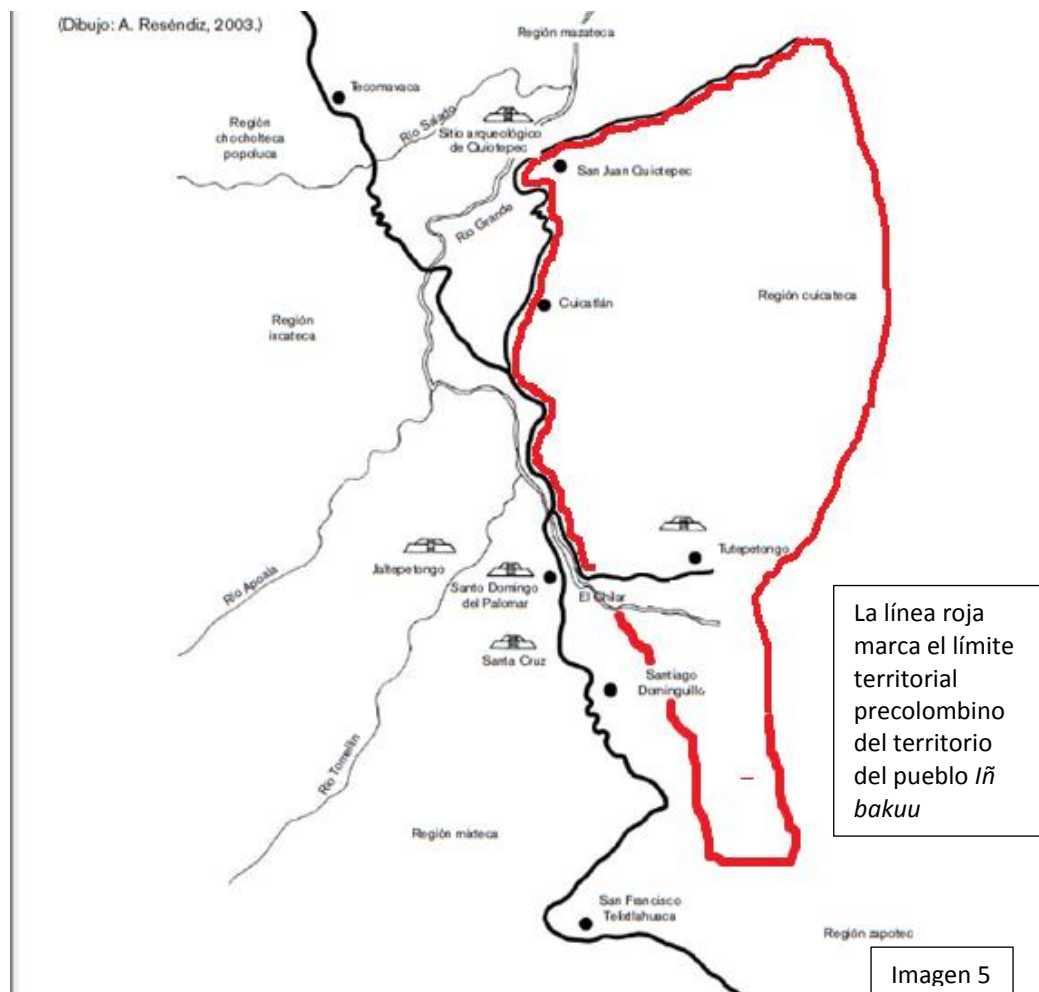 (Dibujo: A. Reséndiz, 2003.)
Región mazateca
Tecomavaca
Región
chocholteca
popoluca
Río Salado
Sitio arqueológico
de Quiotepec
San Juan Quiotepec
Río Grande
Cuicatlán
Región cuicateca
Región
ixcateca
Tutepetongo
Jaltepetongo
Río Apoala
Santo Domingo
del Palomar
El Chilar
Santa Cruz
Santiago
Dominguillo
La línea roja
marca el límite
territorial
precolombino
del territorio
del pueblo Iñ
bakuu
Río Tomellín
Región mixteca
San Francisco
Telixtlahuaca
Región zapotec
Imagen 5